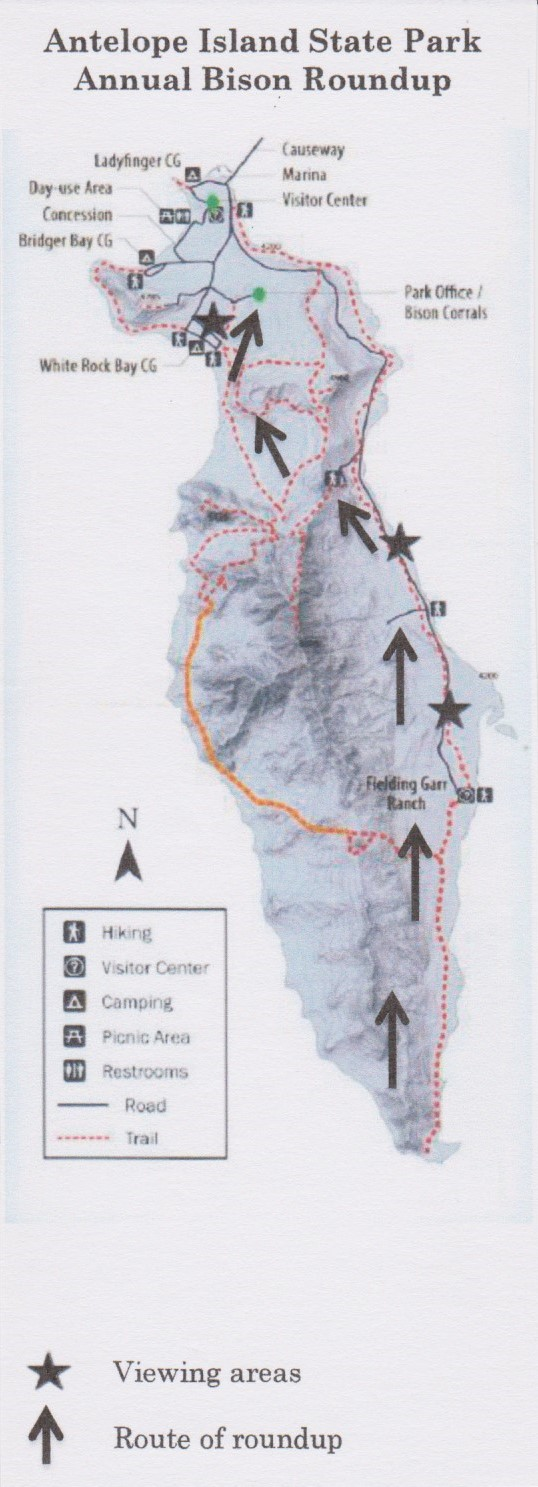 Antelope Island State Park
Annual Bison Roundup
Ladyfinger CG
Causeway
Marina
Day-use Area
Visitor Center
Concession
Bridger Bay CG
4200
Park Office /
Bison Corrals
White Rock Bay CG
4200
Fielding Garr
Ranch
N
Hiking
Visitor Center
Camping
Picnic Area
Restrooms
Road
Trail
Viewing areas
Route of roundup